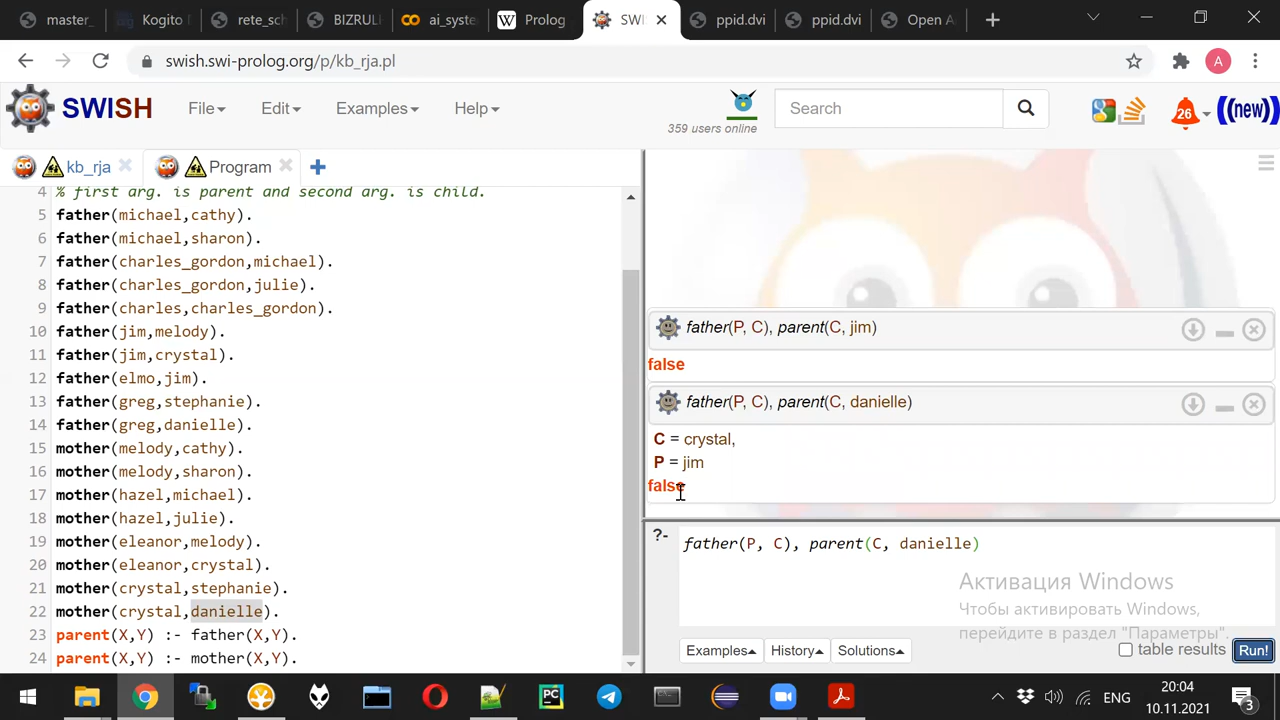 master_
Kogito D
rete_sch
BIZRULE
ai_syste
Prolog
SWI
ppid.dvi
ppid.dvi
Open A
swish.swi-prolog.org/p/kb_rja.pl
A
SWISH
File
Edit
Examples
Help
359 users online
Search
26
((new))
kb_rja
Program
4 % first arg. is parent and second arg. is child.
5 father(michael,cathy).
6 father(michael,sharon).
7 father(charles_gordon,michael).
8 father(charles_gordon,julie).
9 father(charles,charles_gordon).
10 father(jim,melody).
11 father(jim,crystal).
12 father(elmo,jim).
13 father(greg,stephanie).
14 father(greg,danielle).
15 mother(melody,cathy).
16 mother(melody,sharon).
17 mother(hazel,michael).
18 mother(hazel,julie).
19 mother(eleanor,melody).
20 mother(eleanor,crystal).
21 mother(crystal,stephanie).
22 mother(crystal,danielle).
23 parent(X,Y) :- father(X,Y).
24 parent(X,Y) :- mother(X,Y).
father(P, C), parent(C, jim)
false
father(P, C), parent(C, danielle)
C = crystal,
P = jim
false
?- father(P, C), parent(C, danielle)
Активация Windows
Чтобы активировать Windows,
перейдите в раздел "Параметры".
Examples
History
Solutions
table results
Run!
PC
ENG
20:04
10.11.2021
3